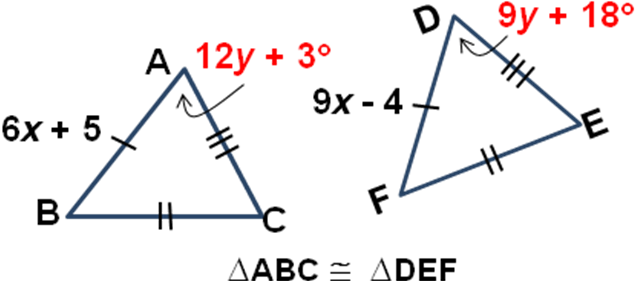 D
9y + 18°
A
12y + 3°
9x - 4
6x + 5
E
F
B
C
△ABC ≅ △DEF